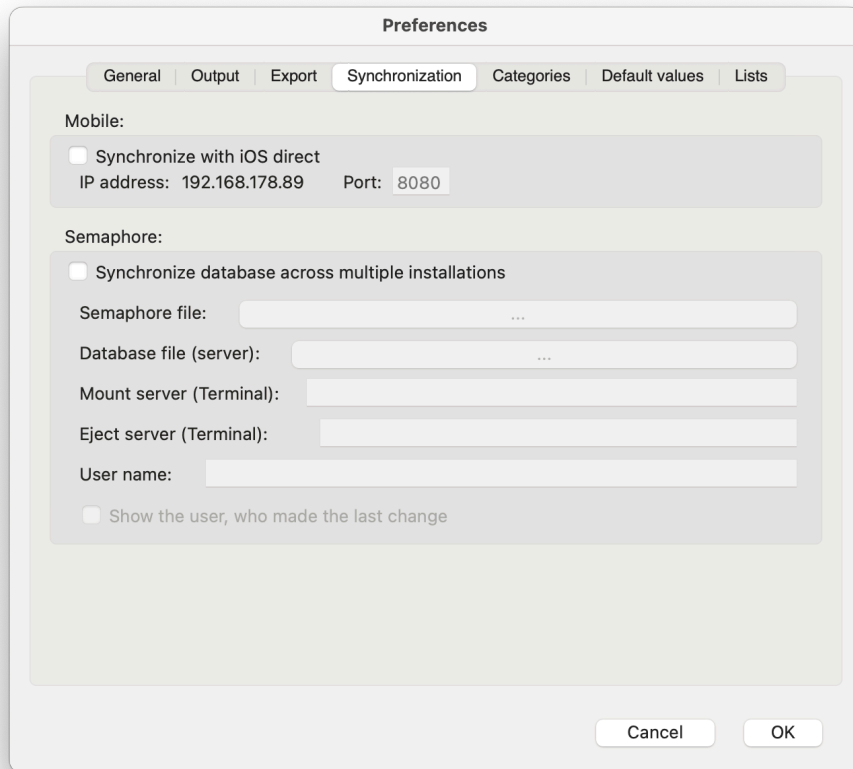 Preferences
General Output Export Synchronization Categories Default values Lists
Mobile:
Synchronize with iOS direct
IP address: 192.168.178.89 Port: 8080
Semaphore:
Synchronize database across multiple installations
Semaphore file: ...
Database file (server): ...
Mount server (Terminal):
Eject server (Terminal):
User name:
Show the user, who made the last change
Cancel OK